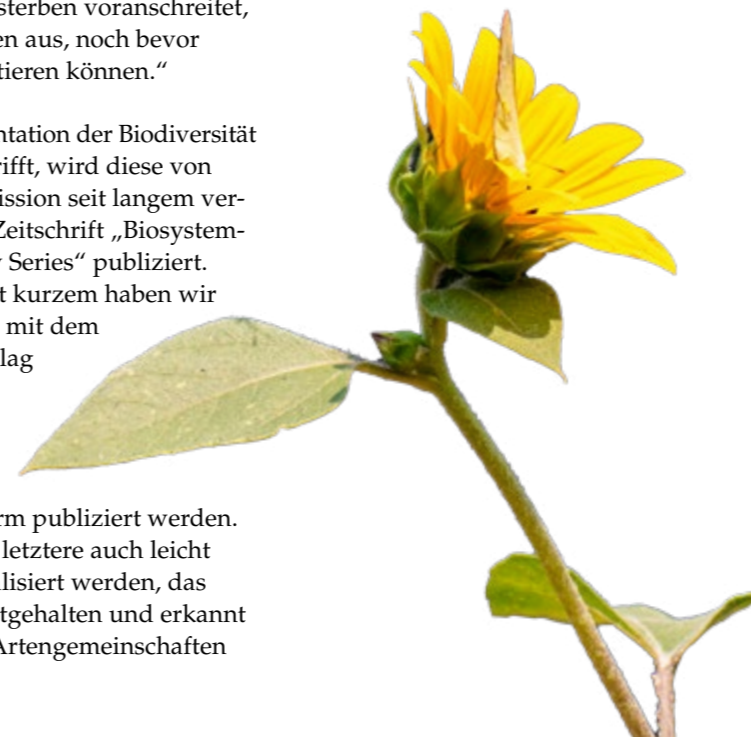 sterben voranschreitet,
en aus, noch bevor
tieren können.“
ntation der Biodiversität
rifft, wird diese von
ission seit langem ver-
Zeitschrift „Biosystem-
y Series“ publiziert.
t kurzem haben wir
mit dem
lag
rm publiziert werden.
letztere auch leicht
lisiert werden, das
tgehalten und erkannt
Artengemeinschaften